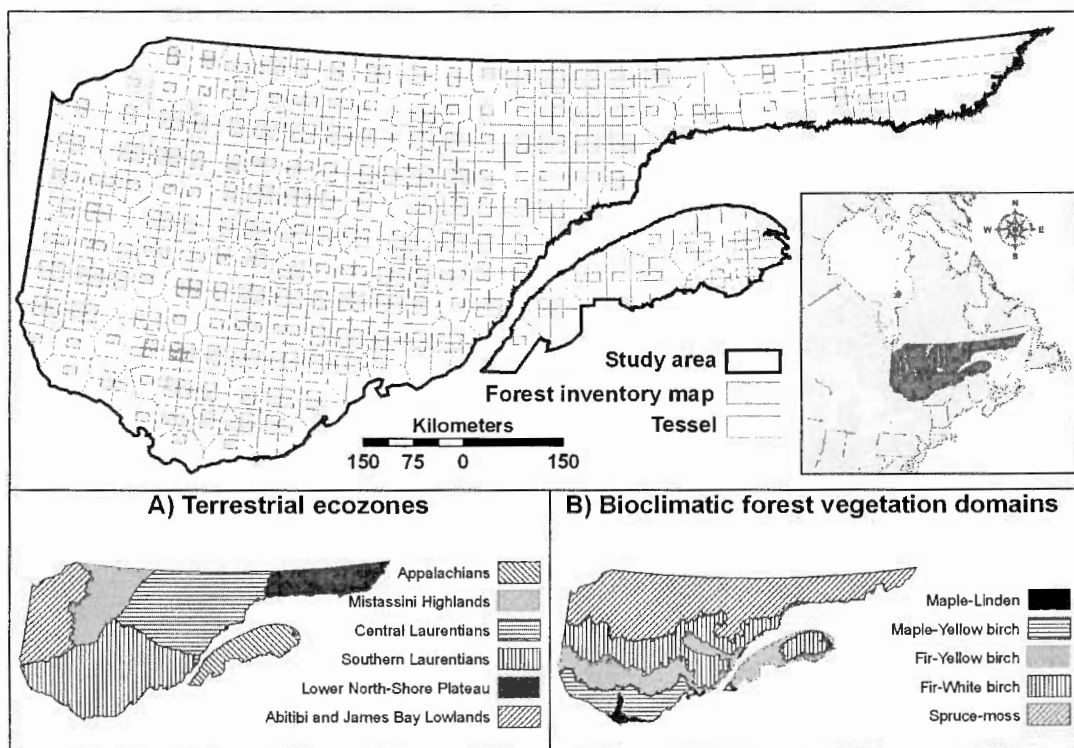 N
W E
S
Study area
Forest inventory map
Tessel
Kilometers
150 75 0 150
A) Terrestrial ecozones
Appalachians
Mistassini Highlands
Central Laurentians
Southern Laurentians
Lower North-Shore Plateau
Abitibi and James Bay Lowlands
B) Bioclimatic forest vegetation domains
Maple-Linden
Maple-Yellow birch
Fir-Yellow birch
Fir-White birch
Spruce-moss